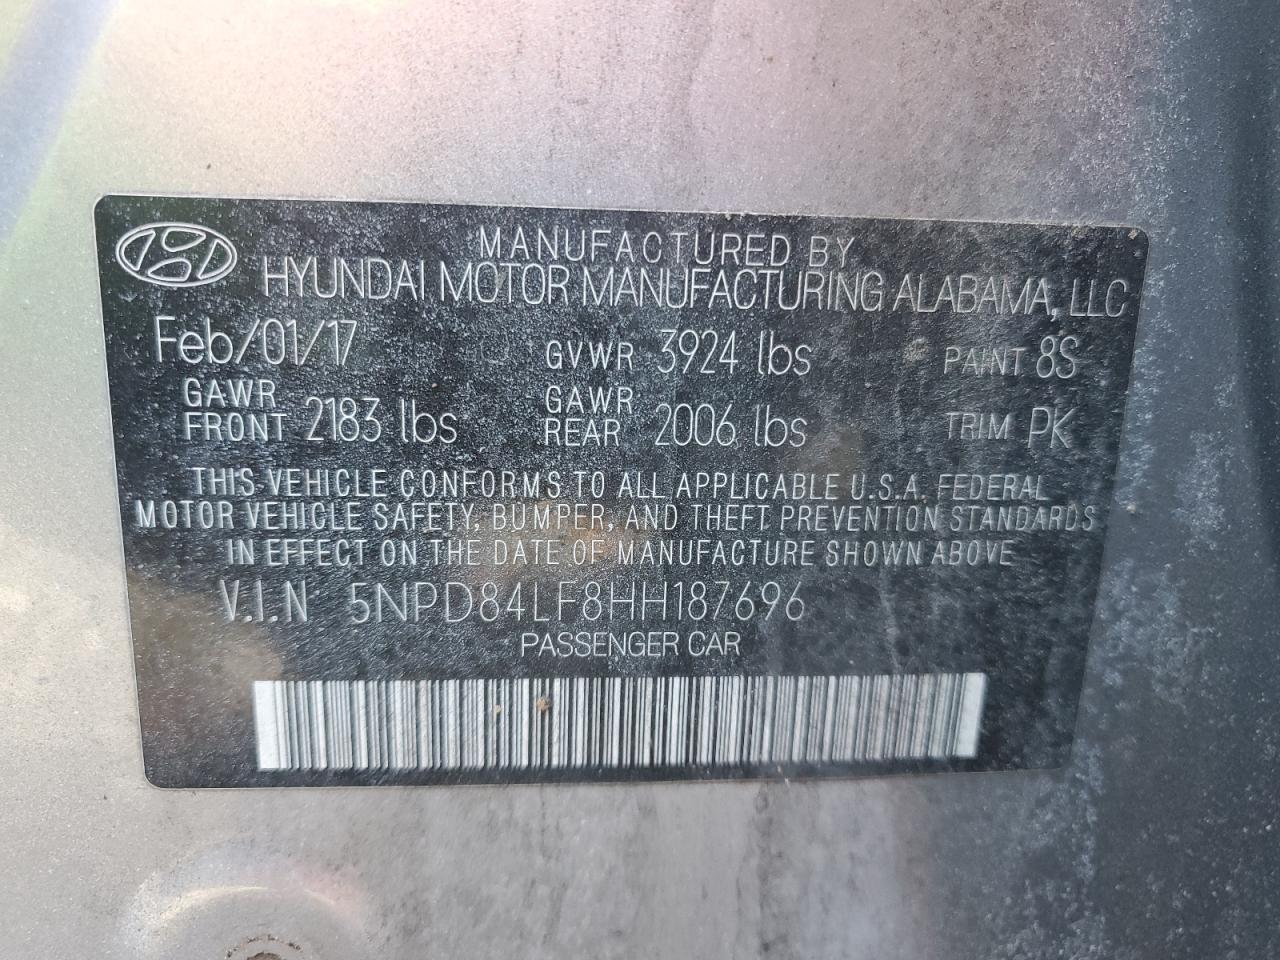 MANUFACTURED BY
HYUNDAI MOTOR MANUFACTURING ALABAMA, LLC
Feb/01/17 GVWR 3924 lbs PAINT 8S
GAWR FRONT 2183 lbs GAWR REAR 2006 lbs TRIM PK
THIS VEHICLE CONFORMS TO ALL APPLICABLE U.S.A. FEDERAL
MOTOR VEHICLE SAFETY, BUMPER, AND THEFT PREVENTION STANDARDS
IN EFFECT ON THE DATE OF MANUFACTURE SHOWN ABOVE
V.I.N 5NPD84LF8HH187696
PASSENGER CAR